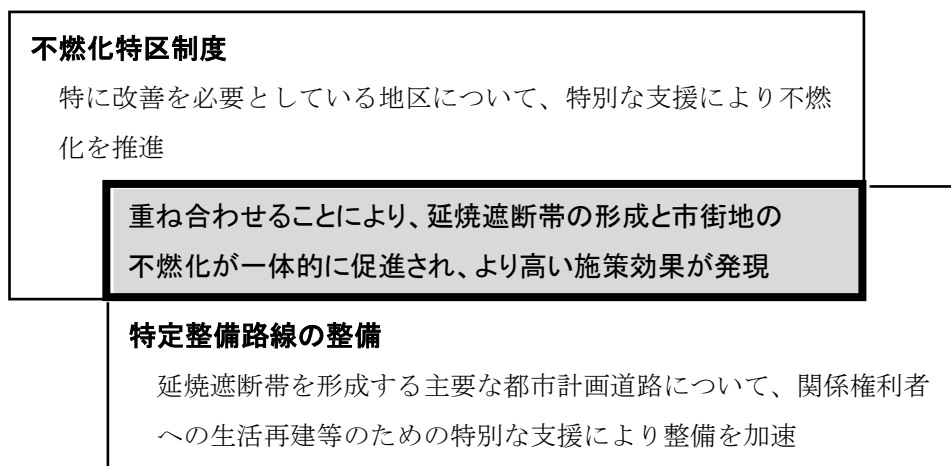 不燃化特区制度
特に改善を必要としている地区について、特別な支援により不燃
化を推進
重ね合わせることにより、延焼遮断帯の形成と市街地の
不燃化が一体的に促進され、より高い施策効果が発現
特定整備路線の整備
延焼遮断帯を形成する主要な都市計画道路について、関係権利者
への生活再建等のための特別な支援により整備を加速